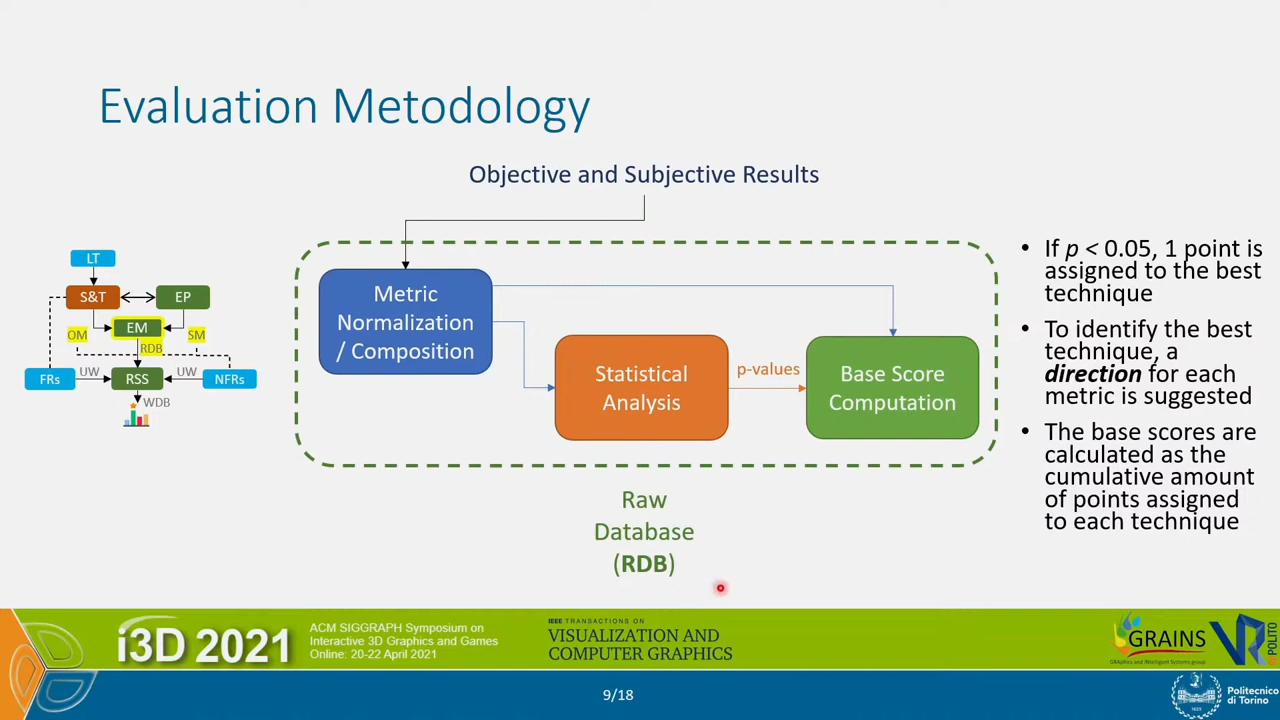 Evaluation Metodology
Objective and Subjective Results
LT
S&T
EP
EM
OM
SM
RDB
UW
UW
FRs
RSS
NFRs
WDB
Metric
Normalization
/ Composition
Statistical
Analysis
p-values
Base Score
Computation
Raw
Database
(RDB)
• If p < 0.05, 1 point is
assigned to the best
technique
• To identify the best
technique, a
direction for each
metric is suggested
• The base scores are
calculated as the
cumulative amount
of points assigned
to each technique
i3D 2021
ACM SIGGRAPH Symposium on
Interactive 3D Graphics and Games
Online: 20-22 April 2021
IEEE TRANSACTIONS ON
VISUALIZATION AND
COMPUTER GRAPHICS
GRAINS
GRAphics and INtelligent Systems group
VR
@POLITO
9/18
Politecnico
di Torino